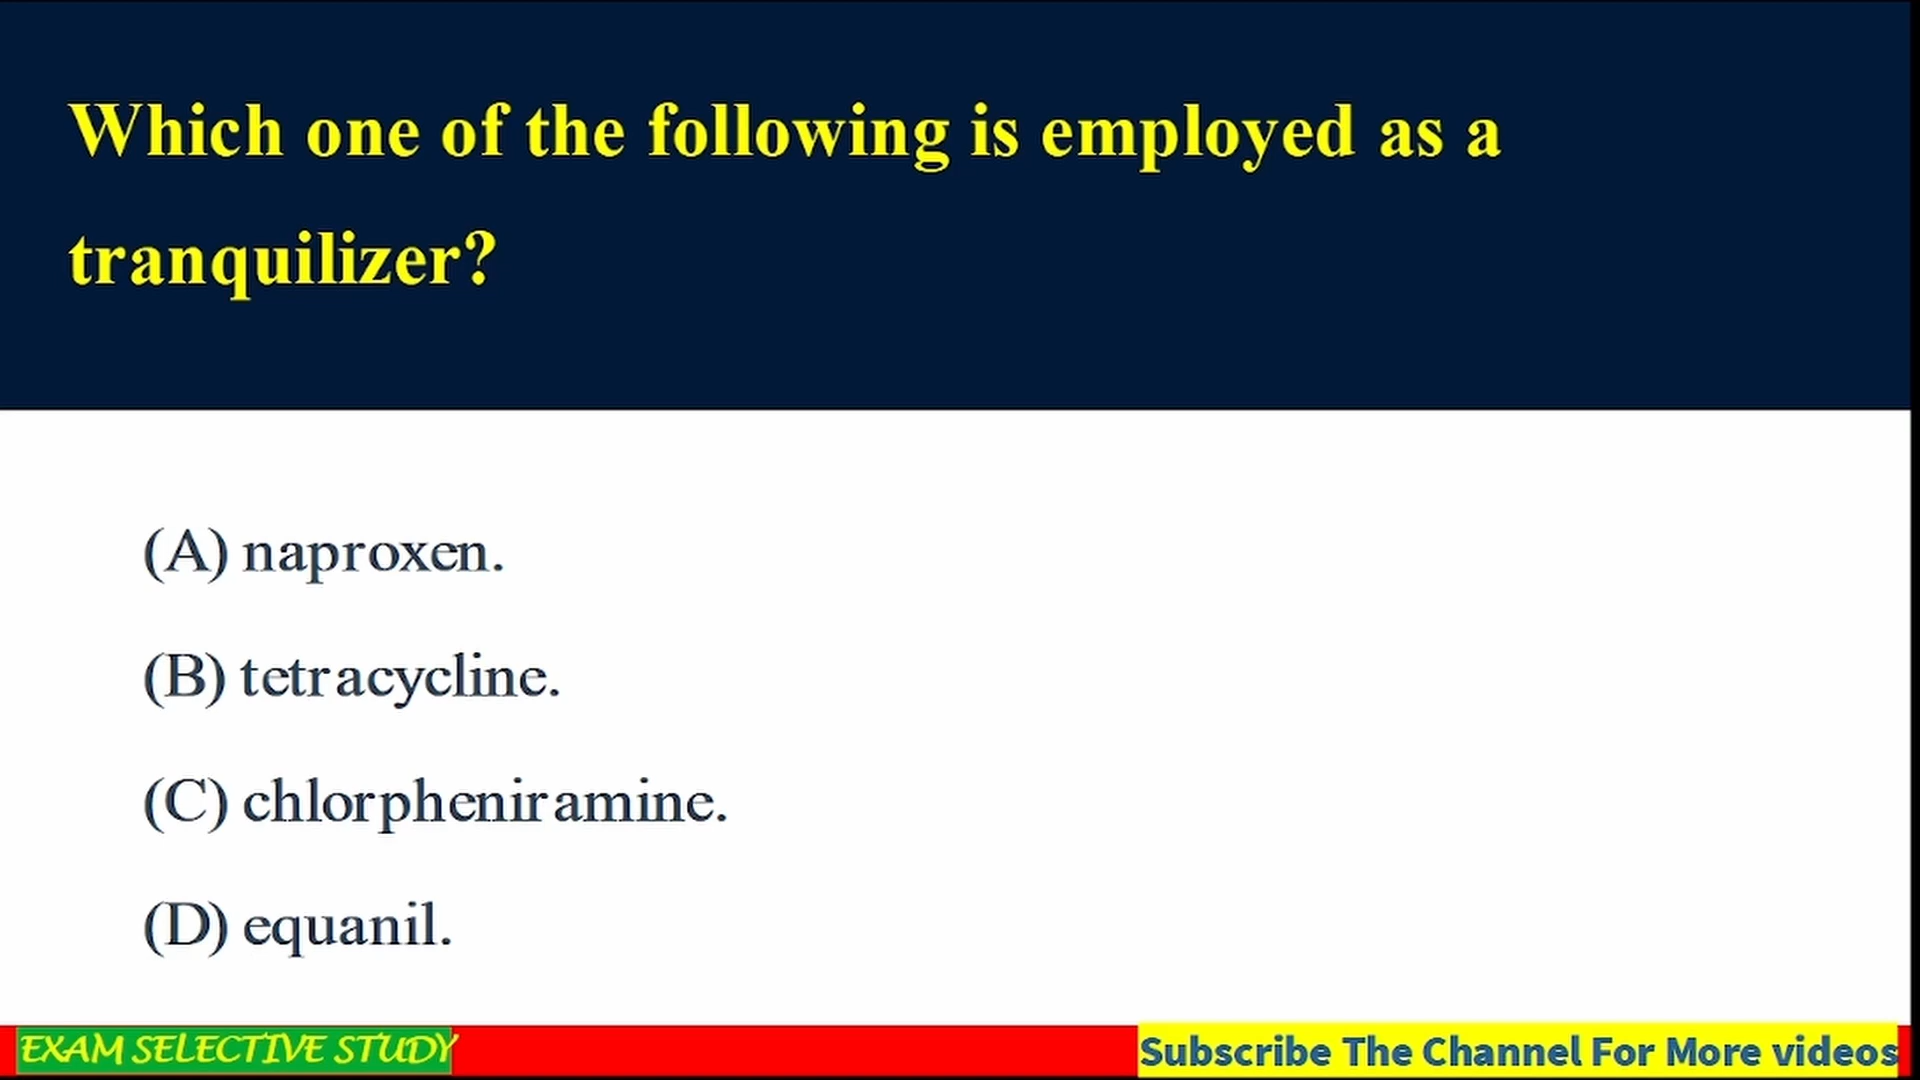 Which one of the following is employed as a
tranquilizer?
(A) naproxen.
(B) tetracycline.
(C) chlorpheniramine.
(D) equanil.
EXAM SELECTIVE STUDY
Subscribe The Channel For More videos